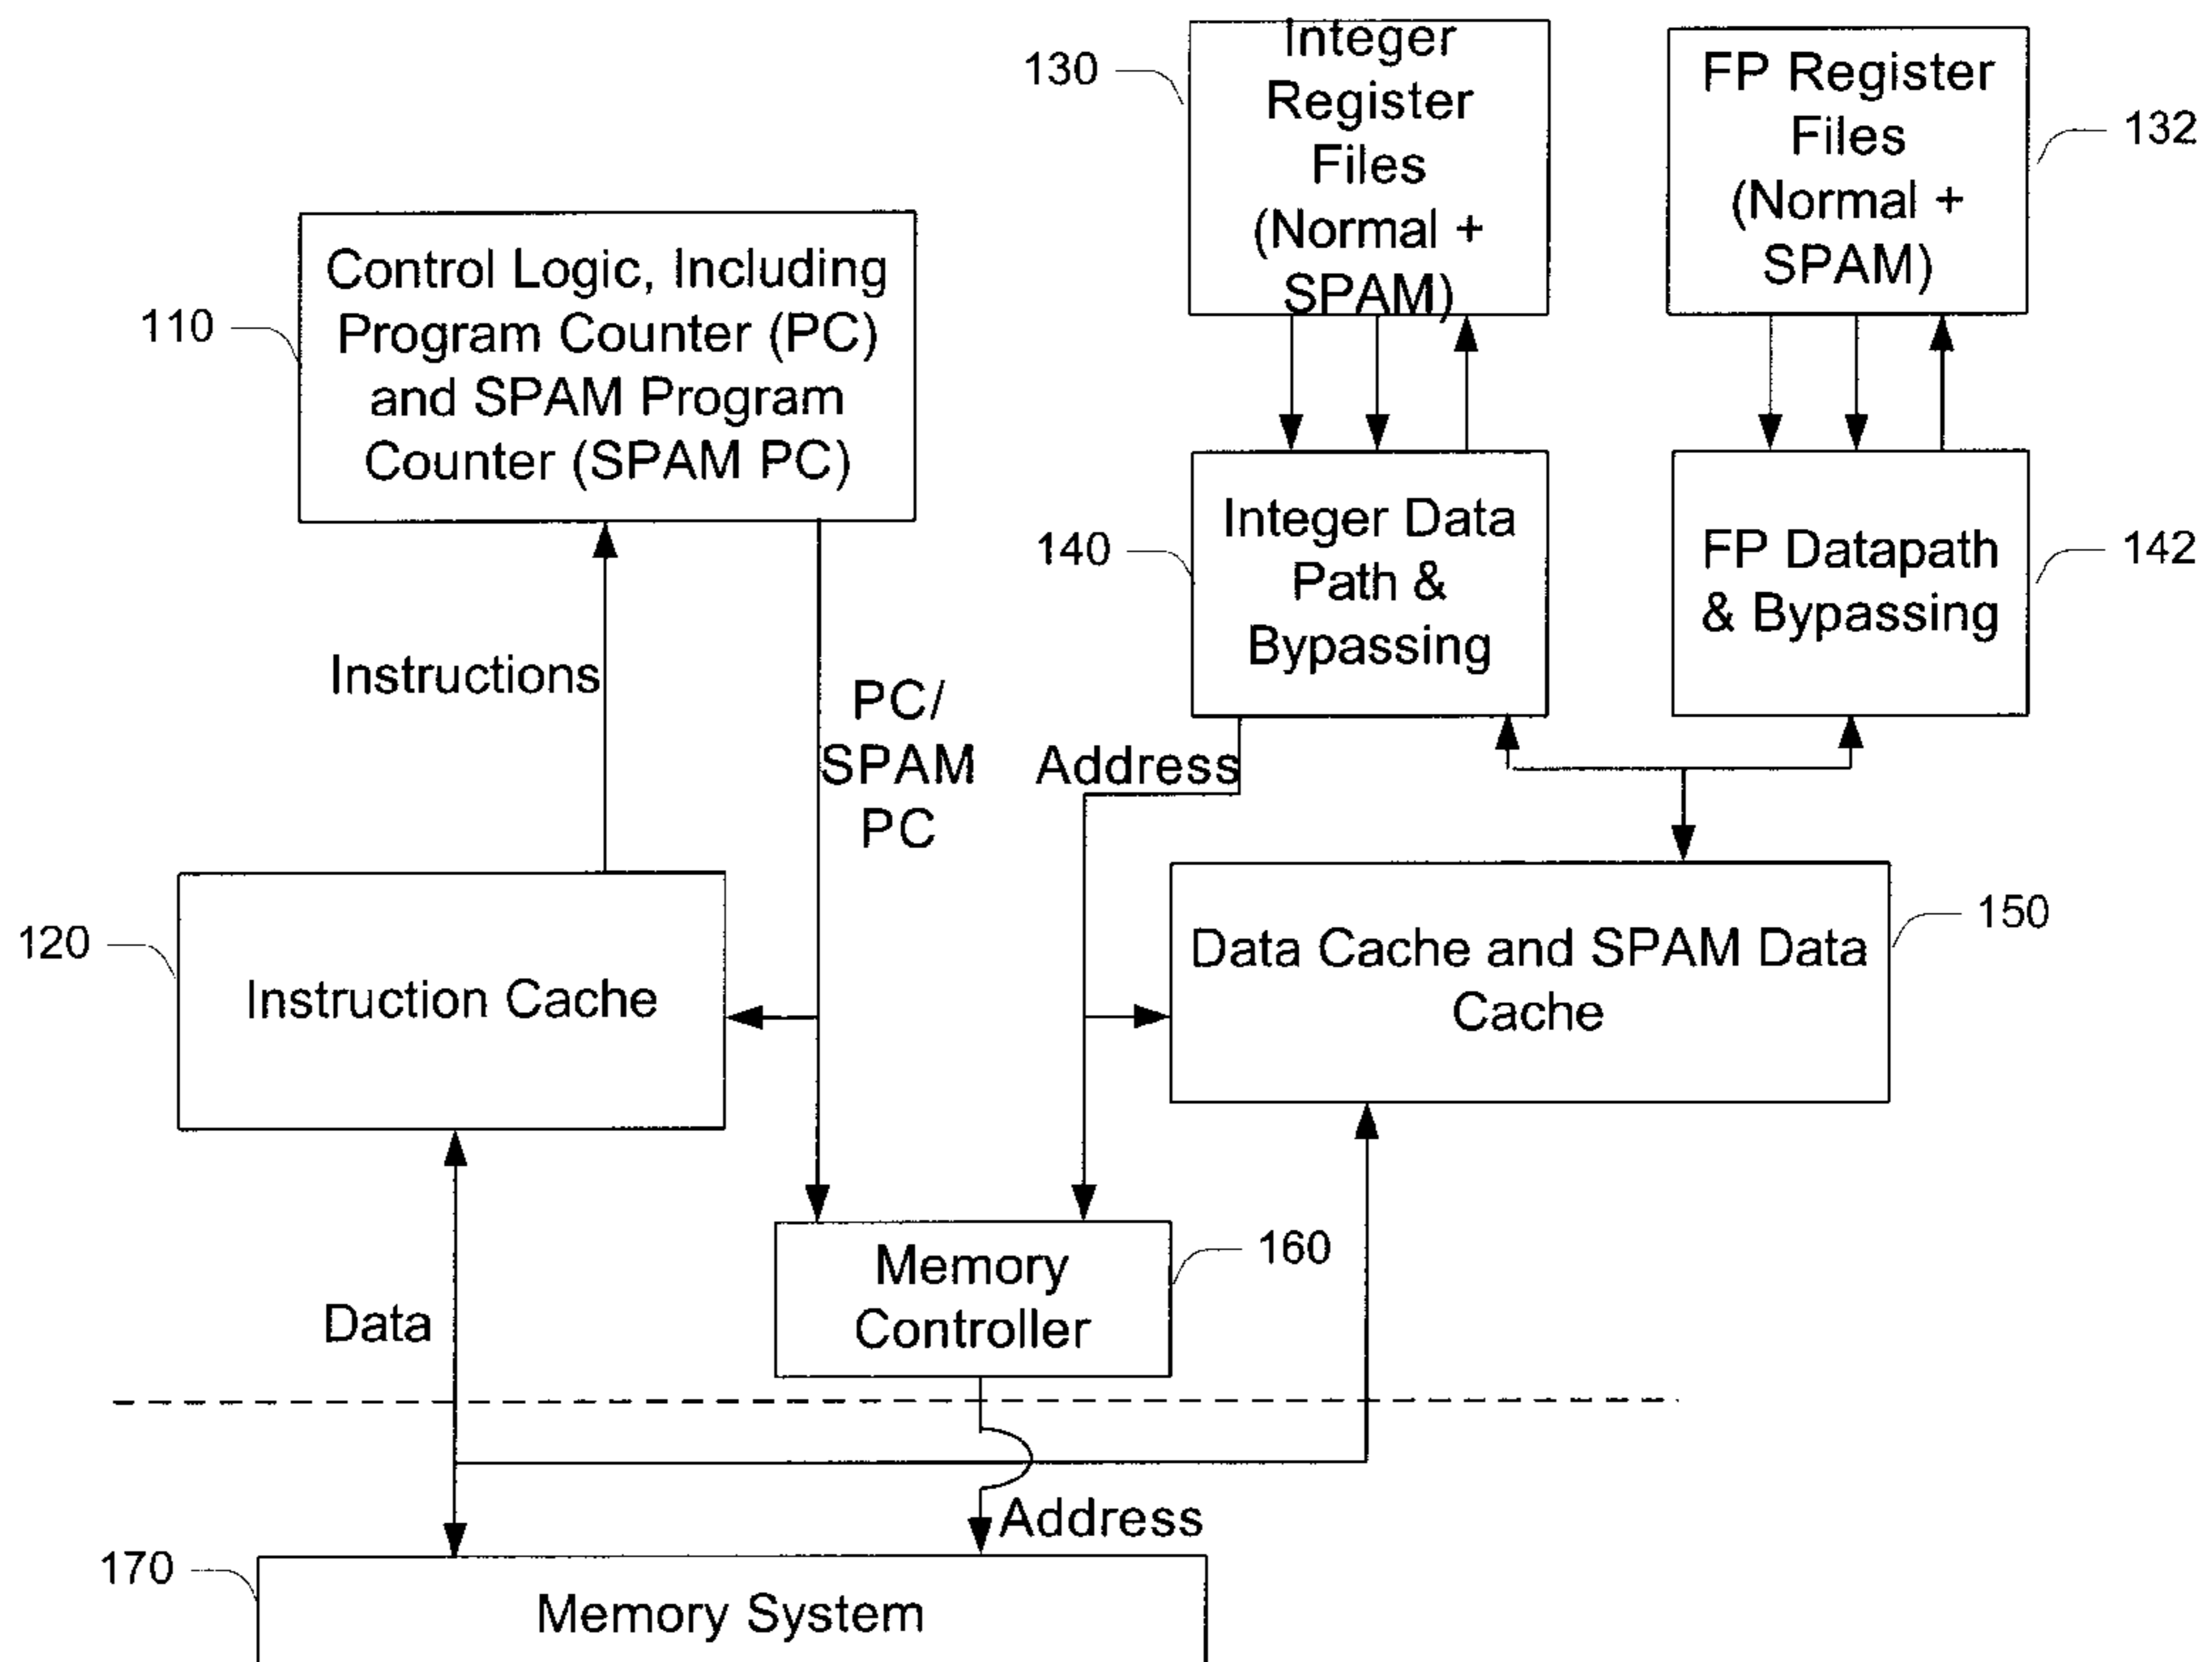 Integer
Register
Files
(Normal +
SPAM)
130
FP Register
Files
(Normal +
SPAM)
132
Control Logic, Including
Program Counter (PC)
and SPAM Program
Counter (SPAM PC)
110
Integer Data
Path &
Bypassing
140
FP Datapath
& Bypassing
142
Instructions
PC/
SPAM
PC
Address
120
Instruction Cache
Data Cache and SPAM Data
Cache
150
Memory
Controller
160
Data
Address
170
Memory System